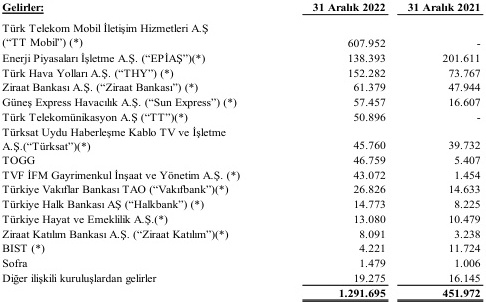 Gelirler: 31 Aralık 2022 31 Aralık 2021
Türk Telekom Mobil İletişim Hizmetleri A.Ş
(“TT Mobil”) (*) 607.952 -
Enerji Piyasaları İşletme A.Ş. (“EPİAŞ”)(*) 138.393 201.611
Türk Hava Yolları A.Ş. (“THY”) (*) 152.282 73.767
Ziraat Bankası A.Ş. (“Ziraat Bankası”) (*) 61.379 47.944
Güneş Express Havacılık A.Ş. (“Sun Express”) (*) 57.457 16.607
Türk Telekomünikasyon A.Ş (“TT”)(*) 50.896 -
Türksat Uydu Haberleşme Kablo TV ve İşletme
A.Ş.(“Türksat”)(*) 45.760 39.732
TOGG 46.759 5.407
TVF İFM Gayrimenkul İnşaat ve Yönetim A.Ş. (*) 43.072 1.454
Türkiye Vakıflar Bankası TAO (“Vakıfbank”)(*) 26.826 14.633
Türkiye Halk Bankası AŞ (“Halkbank”) (*) 14.773 8.225
Türkiye Hayat ve Emeklilik A.Ş.(*) 13.080 10.479
Ziraat Katılım Bankası A.Ş. (“Ziraat Katılım”)(*) 8.091 3.238
BIST (*) 4.221 11.724
Sofra 1.479 1.006
Diğer ilişkili kuruluşlardan gelirler 19.275 16.145
1.291.695 451.972